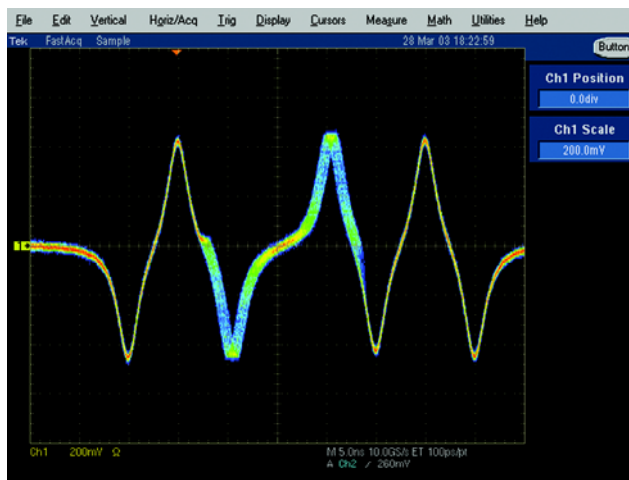 File Edit Vertical Horiz/Acq Trig Display Cursors Measure Math Utilities Help
Tek FastAcq Sample 28 Mar 03 18:22:59 Button
Ch1 Position
0.0div
Ch1 Scale
200.0mV
1
Ch1 200mV Ω M 5.0ns 10.0GS/s ET 100ps/pt
A Ch2 ∕ 260mV